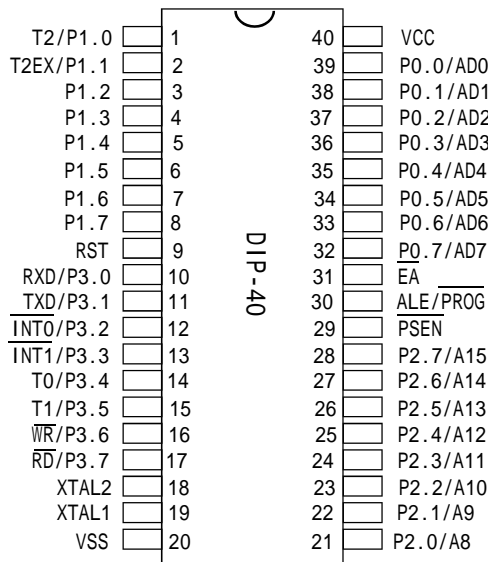 T2/P1.0 1 40 VCC
T2EX/P1.1 2 39 P0.0/AD0
P1.2 3 38 P0.1/AD1
P1.3 4 37 P0.2/AD2
P1.4 5 36 P0.3/AD3
P1.5 6 35 P0.4/AD4
P1.6 7 34 P0.5/AD5
P1.7 8 33 P0.6/AD6
RST 9 32 P0.7/AD7
RXD/P3.0 10 31 E̅A̅
TXD/P3.1 11 30 ALE/P̅R̅O̅G̅
I̅N̅T̅0̅/P3.2 12 29 P̅S̅E̅N̅
I̅N̅T̅1̅/P3.3 13 28 P2.7/A15
T0/P3.4 14 27 P2.6/A14
T1/P3.5 15 26 P2.5/A13
W̅R̅/P3.6 16 25 P2.4/A12
R̅D̅/P3.7 17 24 P2.3/A11
XTAL2 18 23 P2.2/A10
XTAL1 19 22 P2.1/A9
VSS 20 21 P2.0/A8
DIP-40